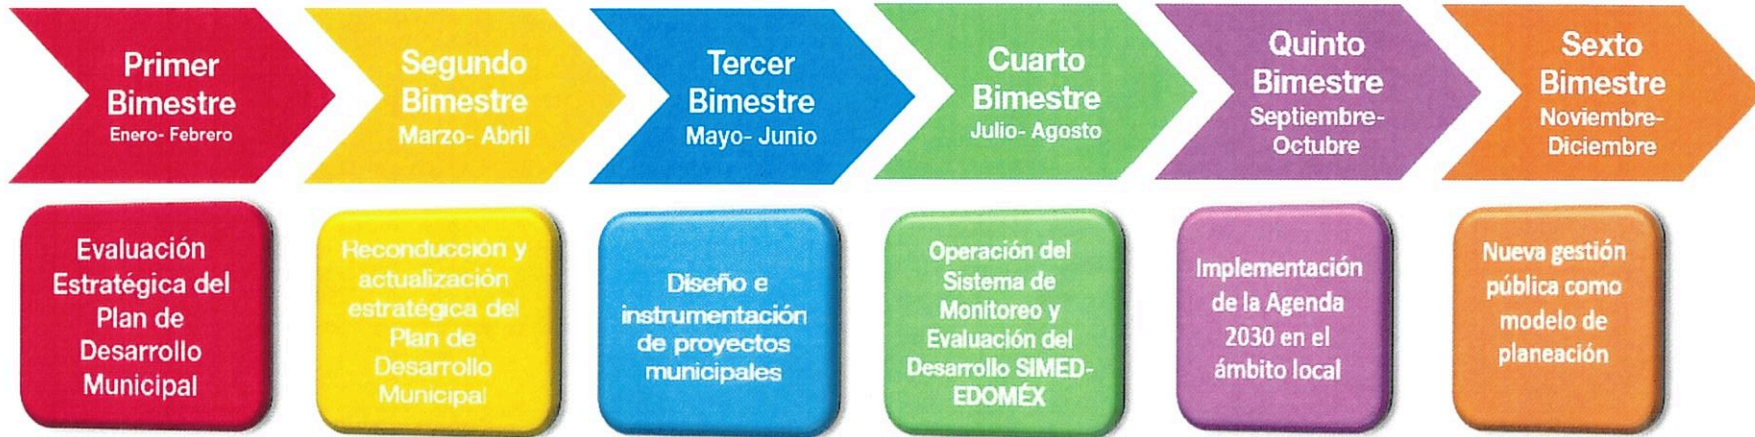 Primer
Bimestre
Enero- Febrero
Segundo
Bimestre
Marzo- Abril
Tercer
Bimestre
Mayo- Junio
Cuarto
Bimestre
Julio- Agosto
Quinto
Bimestre
Septiembre-
Octubre
Sexto
Bimestre
Noviembre-
Diciembre
Evaluación
Estratégica del
Plan de
Desarrollo
Municipal
Reconducción y
actualización
estratégica del
Plan de
Desarrollo
Municipal
Diseño e
instrumentación
de proyectos
municipales
Operación del
Sistema de
Monitoreo y
Evaluación del
Desarrollo SIMED-
EDOMÉX
Implementación
de la Agenda
2030 en el
ámbito local
Nueva gestión
pública como
modelo de
planeación